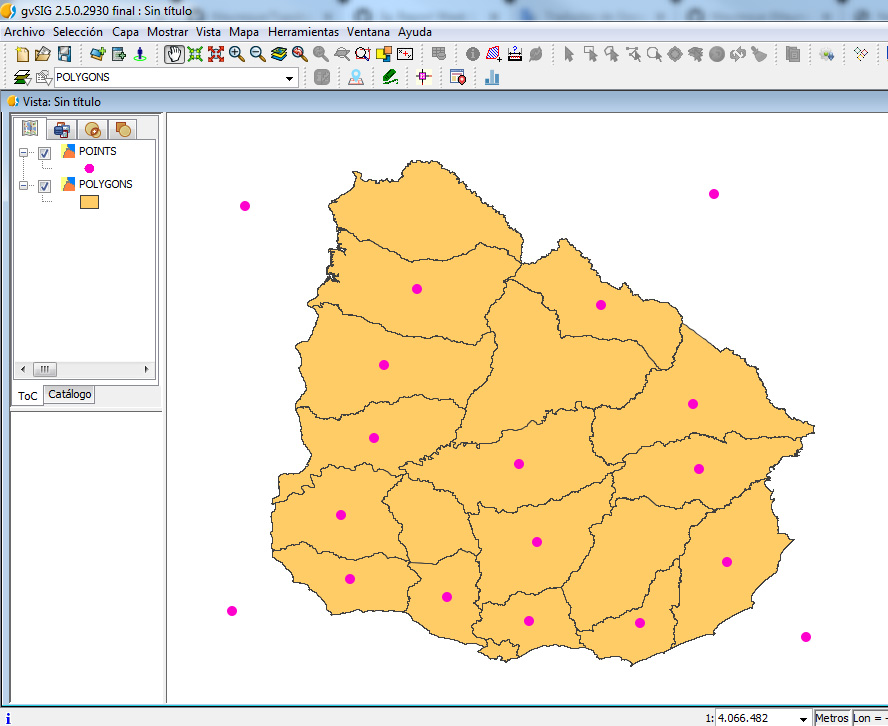 gvSIG 2.5.0.2930 final : Sin título
Archivo Selección Capa Mostrar Vista Mapa Herramientas Ventana Ayuda
POLYGONS
Vista: Sin título
POINTS
POLYGONS
ToC Catálogo
1: 4.066.482 Metros Lon = -